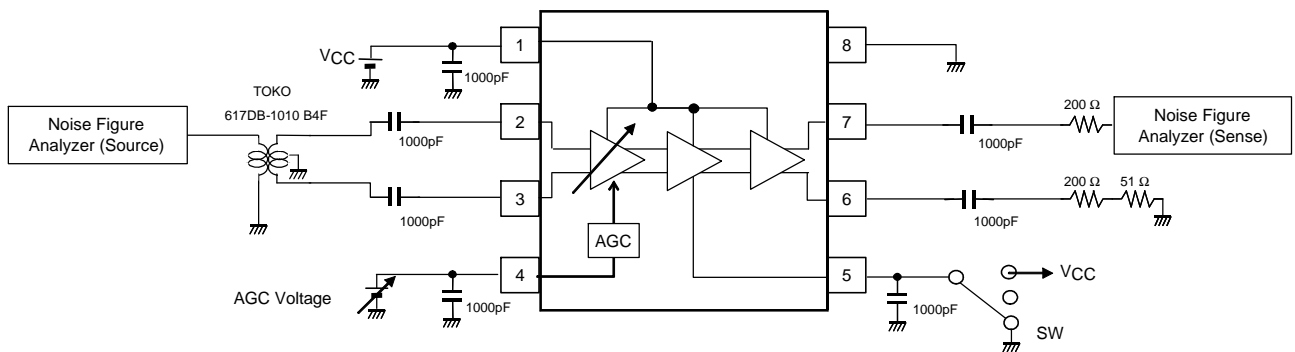 VCC
1000pF
1
8
TOKO
617DB-1010 B4F
Noise Figure
Analyzer (Source)
1000pF
2
7
1000pF
200 Ω
Noise Figure
Analyzer (Sense)
1000pF
3
6
1000pF
200 Ω
51 Ω
AGC
AGC Voltage
1000pF
4
5
1000pF
VCC
SW